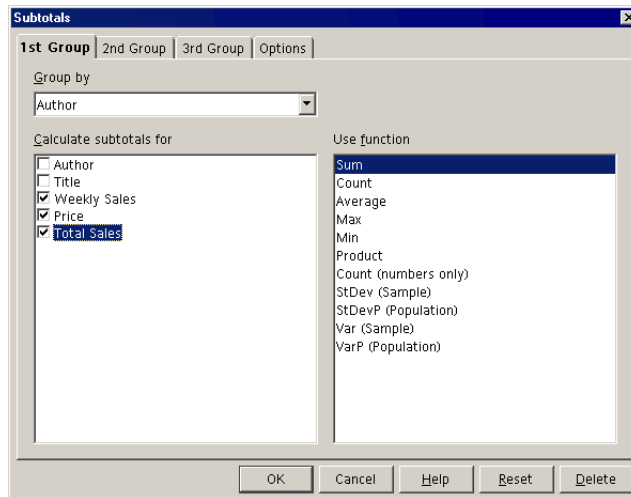 Subtotals
1st Group 2nd Group 3rd Group Options
Group by
Author
Calculate subtotals for
Author
Title
Weekly Sales
Price
Total Sales
Use function
Sum
Count
Average
Max
Min
Product
Count (numbers only)
StDev (Sample)
StDevP (Population)
Var (Sample)
VarP (Population)
OK Cancel Help Reset Delete